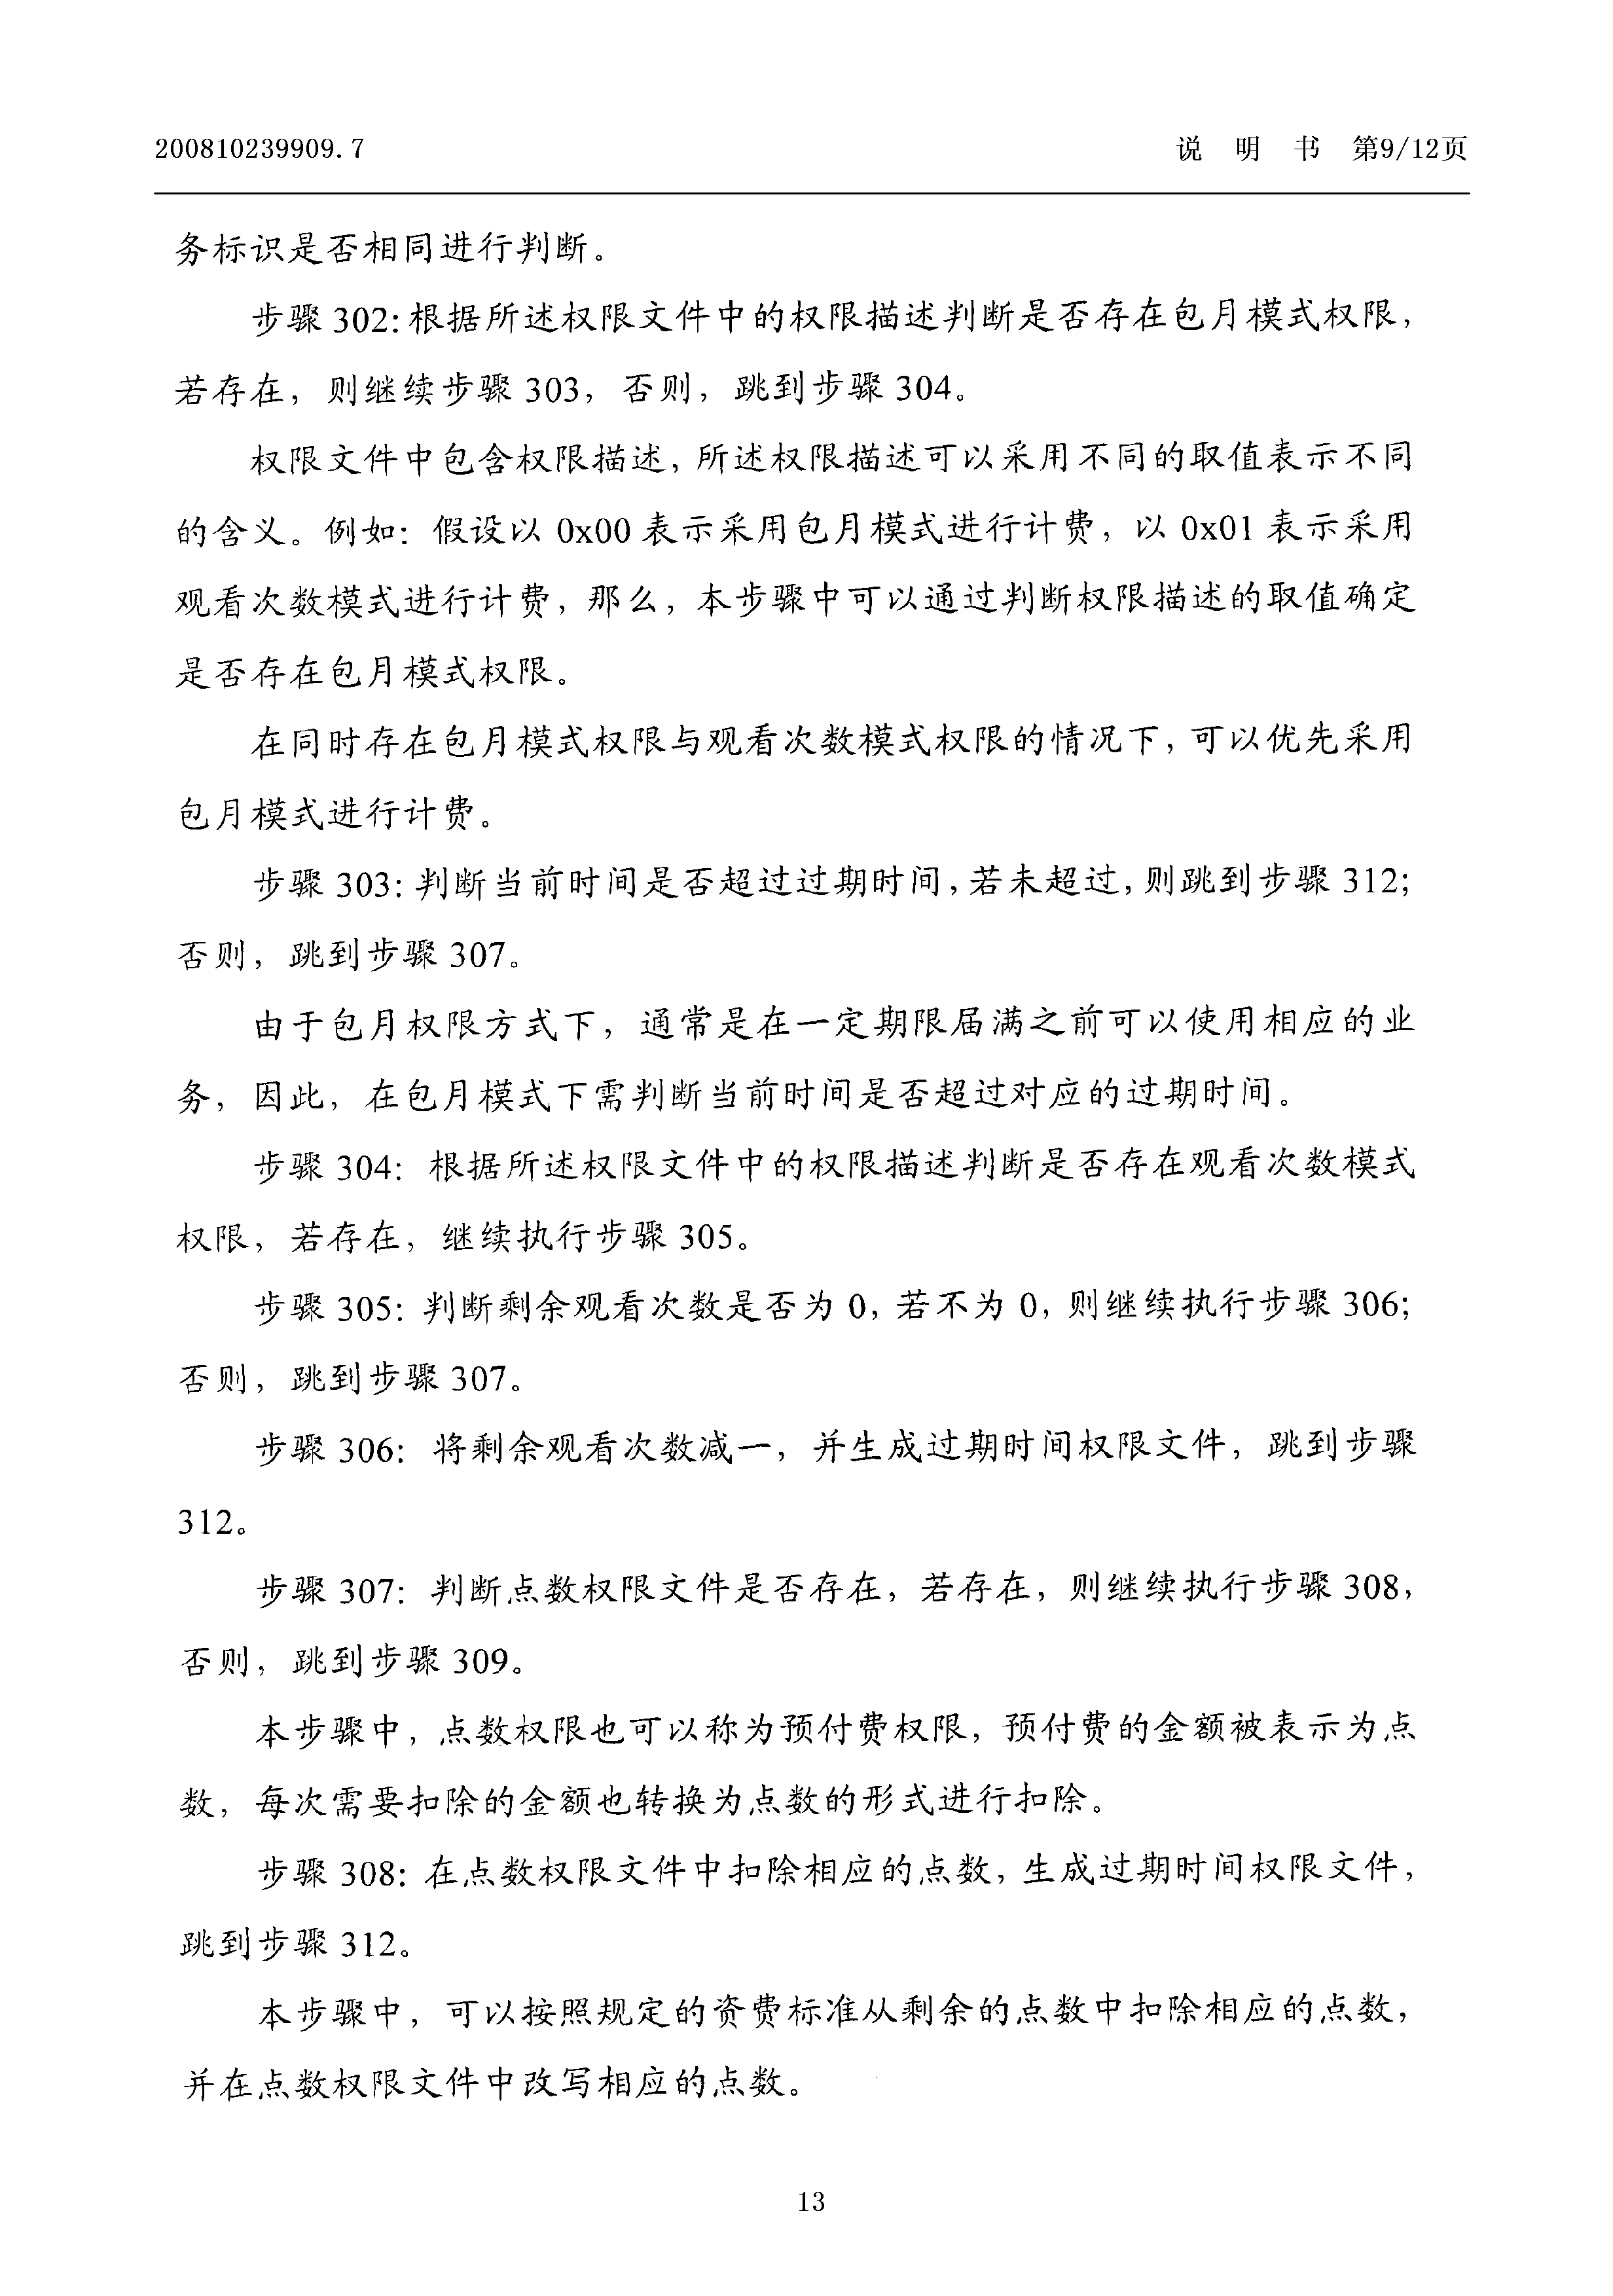 200810239909.7 说 明 书 第9/12页
务标识是否相同进行判断。
步骤 302:根据所述权限文件中的权限描述判断是否存在包月模式权限，
若存在，则继续步骤 303，否则，跳到步骤 304。
权限文件中包含权限描述，所述权限描述可以采用不同的取值表示不同
的含义。例如：假设以 0x00 表示采用包月模式进行计费，以 0x01 表示采用
观看次数模式进行计费，那么，本步骤中可以通过判断权限描述的取值确定
是否存在包月模式权限。
在同时存在包月模式权限与观看次数模式权限的情况下，可以优先采用
包月模式进行计费。
步骤 303: 判断当前时间是否超过过期时间，若未超过，则跳到步骤 312;
否则，跳到步骤 307。
由于包月权限方式下，通常是在一定期限届满之前可以使用相应的业
务，因此，在包月模式下需判断当前时间是否超过对应的过期时间。
步骤 304: 根据所述权限文件中的权限描述判断是否存在观看次数模式
权限，若存在，继续执行步骤 305。
步骤 305: 判断剩余观看次数是否为 0, 若不为 0, 则继续执行步骤 306;
否则，跳到步骤 307。
步骤 306: 将剩余观看次数减一，并生成过期时间权限文件，跳到步骤
312。
步骤 307: 判断点数权限文件是否存在，若存在，则继续执行步骤 308，
否则，跳到步骤 309。
本步骤中，点数权限也可以称为预付费权限，预付费的金额被表示为点
数，每次需要扣除的金额也转换为点数的形式进行扣除。
步骤 308: 在点数权限文件中扣除相应的点数，生成过期时间权限文件，
跳到步骤 312。
本步骤中，可以按照规定的资费标准从剩余的点数中扣除相应的点数，
并在点数权限文件中改写相应的点数。
13